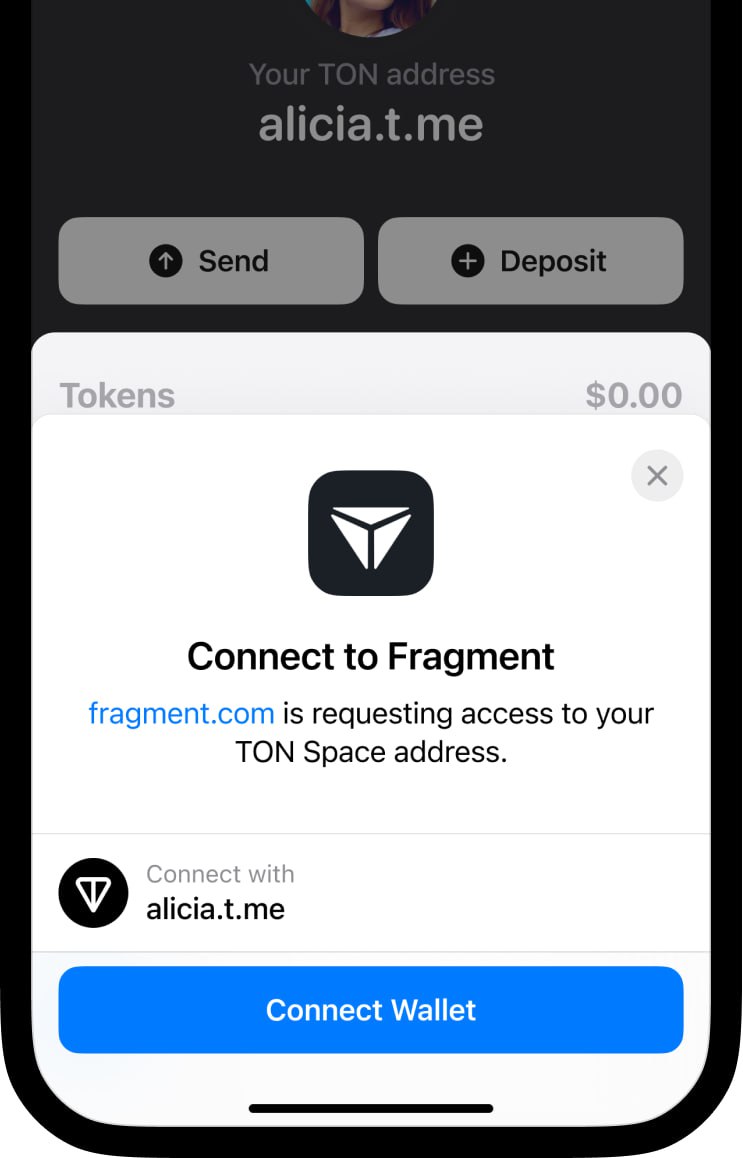 Your TON address
alicia.t.me
Send
Deposit
Tokens
$0.00
Connect to Fragment
fragment.com is requesting access to your
TON Space address.
Connect with
alicia.t.me
Connect Wallet